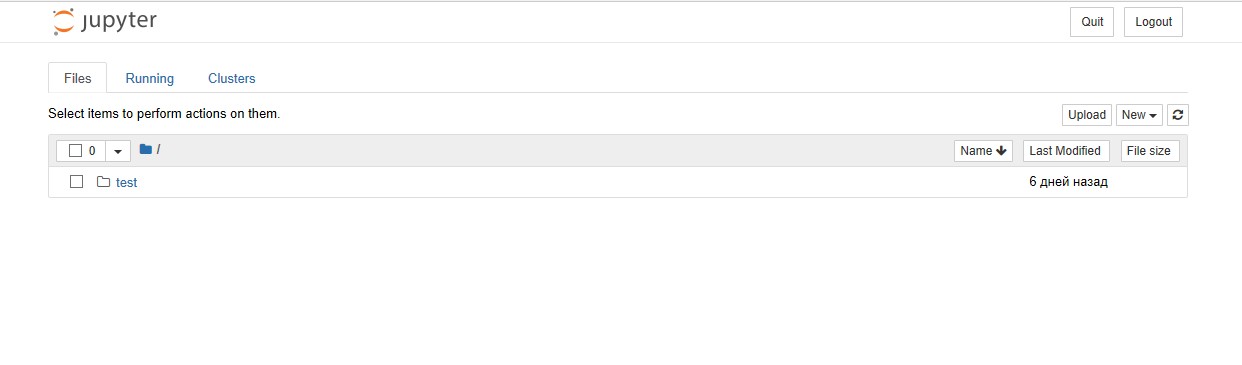 jupyter
Quit Logout
Files Running Clusters
Select items to perform actions on them.
Upload New
0 / Name Last Modified File size
test 6 дней назад